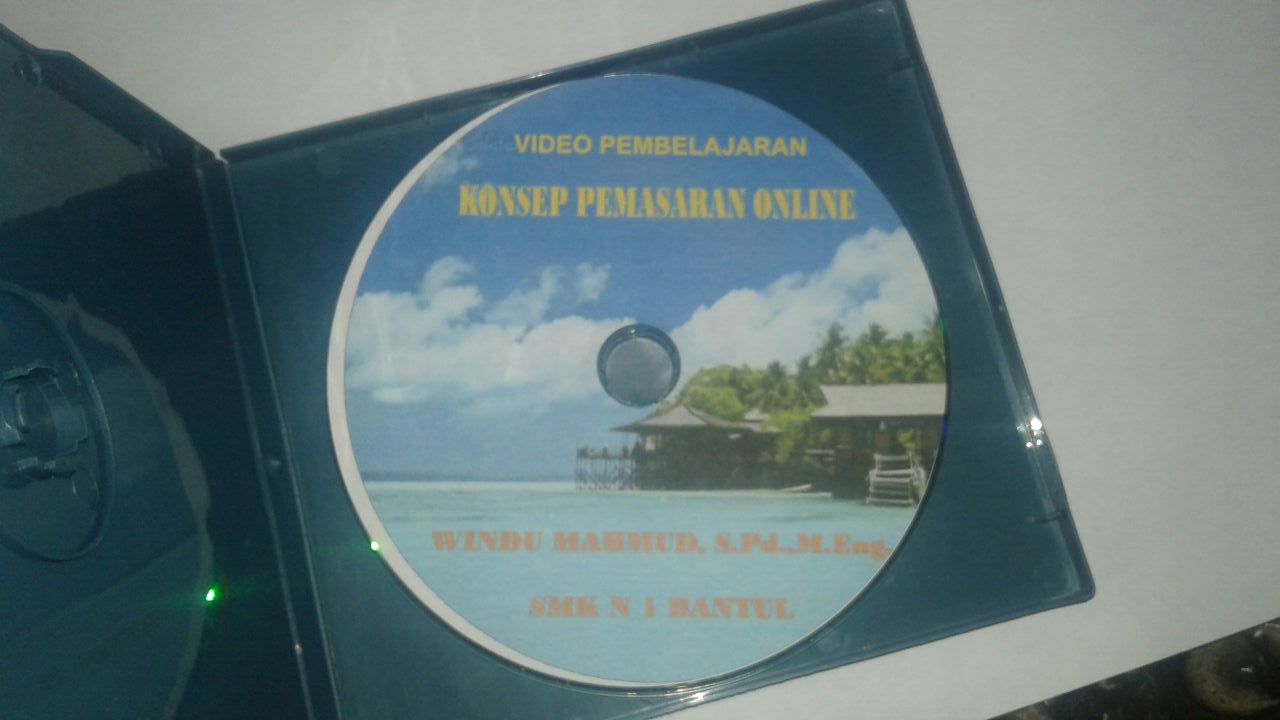 VIDEO PEMBELAJARAN
KONSEP PEMASARAN ONLINE
WINDU MAHMUD, S.Pd.,M.Eng.
SMK N 1 BANTUL